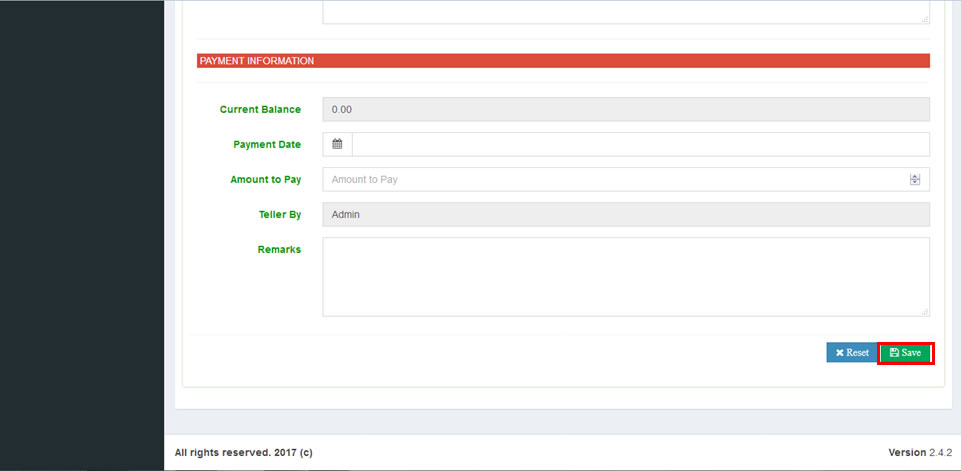 PAYMENT INFORMATION
Current Balance 0.00
Payment Date
Amount to Pay Amount to Pay
Teller By Admin
Remarks
Reset Save
All rights reserved. 2017 (c) Version 2.4.2